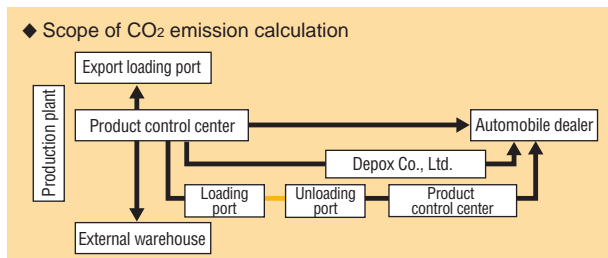 ◆ Scope of CO2 emission calculation
Export loading port
Production plant
Product control center
Automobile dealer
Depox Co., Ltd.
Loading
port
Unloading
port
Product
control center
External warehouse